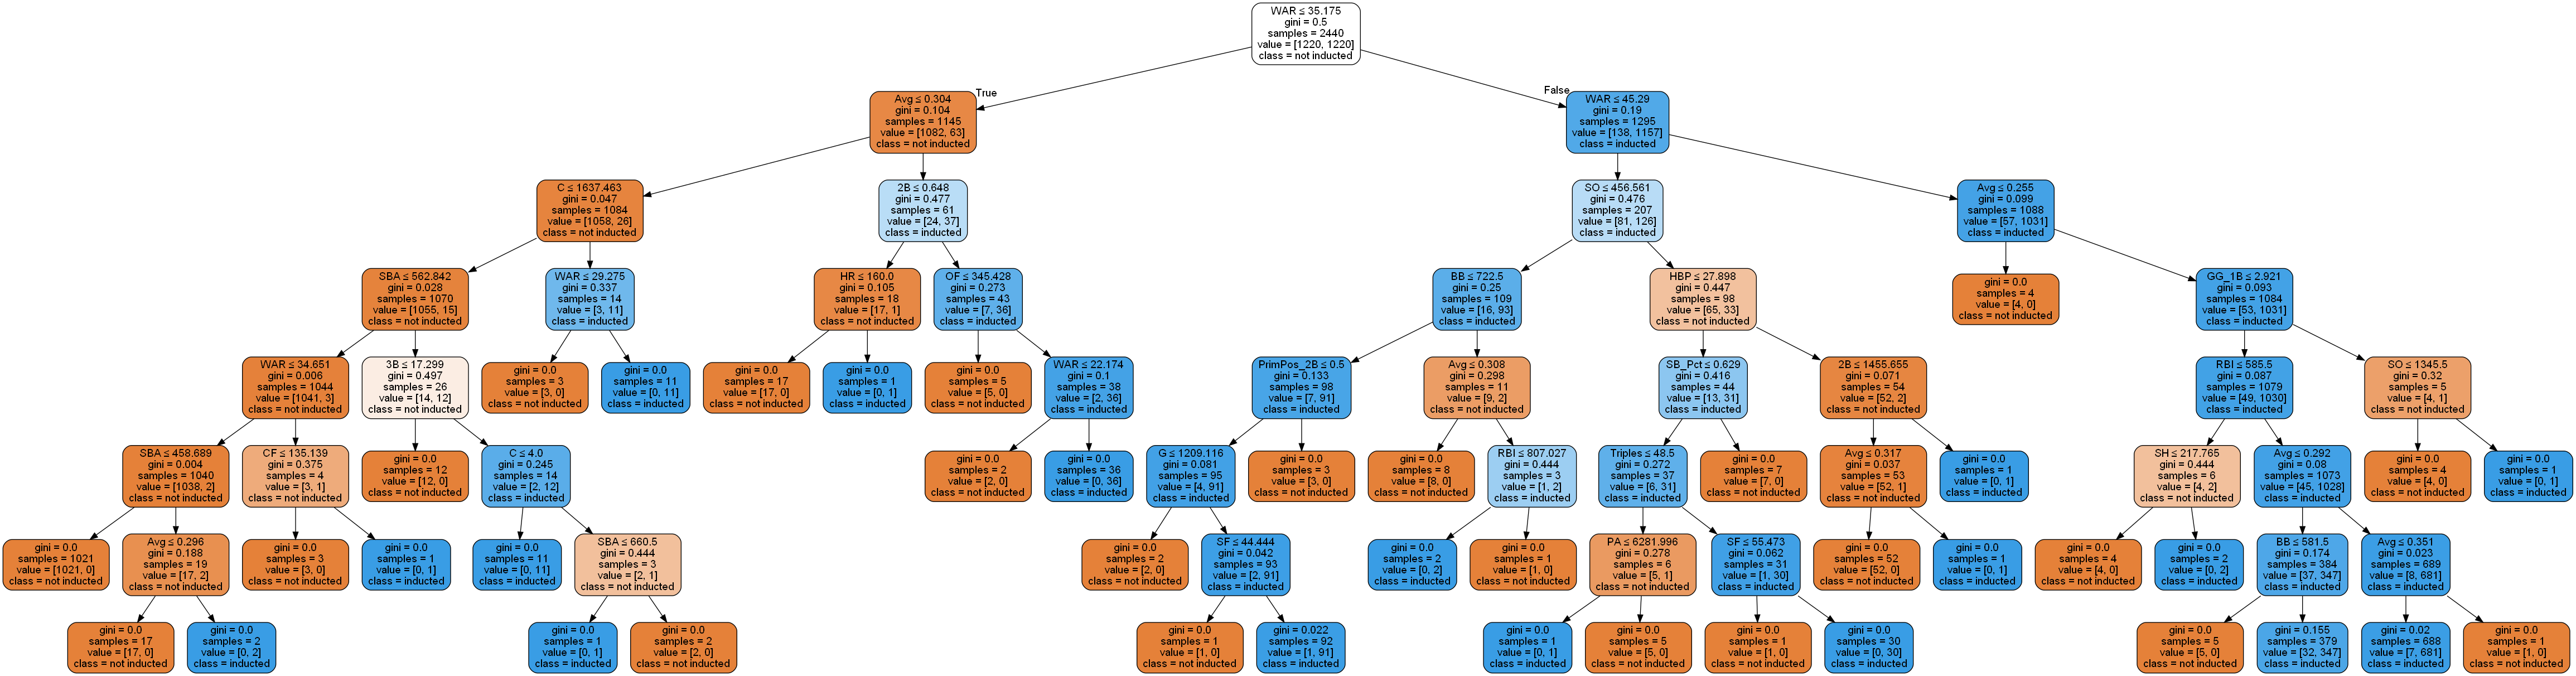 WAR ≤ 35.175
gini = 0.5
samples = 2440
value = [1220, 1220]
class = not inducted
True
False
Avg ≤ 0.304
gini = 0.104
samples = 1145
value = [1082, 63]
class = not inducted
WAR ≤ 45.29
gini = 0.19
samples = 1295
value = [138, 1157]
class = inducted
C ≤ 1637.463
gini = 0.047
samples = 1084
value = [1058, 26]
class = not inducted
2B ≤ 0.648
gini = 0.477
samples = 61
value = [24, 37]
class = inducted
SO ≤ 456.561
gini = 0.476
samples = 207
value = [81, 126]
class = inducted
Avg ≤ 0.255
gini = 0.099
samples = 1088
value = [57, 1031]
class = inducted
SBA ≤ 562.842
gini = 0.028
samples = 1070
value = [1055, 15]
class = not inducted
WAR ≤ 29.275
gini = 0.337
samples = 14
value = [3, 11]
class = inducted
HR ≤ 160.0
gini = 0.105
samples = 18
value = [17, 1]
class = not inducted
OF ≤ 345.428
gini = 0.273
samples = 43
value = [7, 36]
class = inducted
BB ≤ 722.5
gini = 0.25
samples = 109
value = [16, 93]
class = inducted
HBP ≤ 27.898
gini = 0.447
samples = 98
value = [65, 33]
class = not inducted
gini = 0.0
samples = 4
value = [4, 0]
class = not inducted
GG_1B ≤ 2.921
gini = 0.093
samples = 1084
value = [53, 1031]
class = inducted
WAR ≤ 34.651
gini = 0.006
samples = 1044
value = [1041, 3]
class = not inducted
3B ≤ 17.299
gini = 0.497
samples = 26
value = [14, 12]
class = not inducted
gini = 0.0
samples = 3
value = [3, 0]
class = not inducted
gini = 0.0
samples = 11
value = [0, 11]
class = inducted
gini = 0.0
samples = 17
value = [17, 0]
class = not inducted
gini = 0.0
samples = 1
value = [0, 1]
class = inducted
gini = 0.0
samples = 5
value = [5, 0]
class = not inducted
WAR ≤ 22.174
gini = 0.1
samples = 38
value = [2, 36]
class = inducted
PrimPos_2B ≤ 0.5
gini = 0.133
samples = 98
value = [7, 91]
class = inducted
Avg ≤ 0.308
gini = 0.298
samples = 11
value = [9, 2]
class = not inducted
SB_Pct ≤ 0.629
gini = 0.416
samples = 44
value = [13, 31]
class = inducted
2B ≤ 1455.655
gini = 0.071
samples = 54
value = [52, 2]
class = not inducted
RBI ≤ 585.5
gini = 0.087
samples = 1079
value = [49, 1030]
class = inducted
SO ≤ 1345.5
gini = 0.32
samples = 5
value = [4, 1]
class = not inducted
SBA ≤ 458.689
gini = 0.004
samples = 1040
value = [1038, 2]
class = not inducted
CF ≤ 135.139
gini = 0.375
samples = 4
value = [3, 1]
class = not inducted
gini = 0.0
samples = 12
value = [12, 0]
class = not inducted
C ≤ 4.0
gini = 0.245
samples = 14
value = [2, 12]
class = inducted
gini = 0.0
samples = 2
value = [2, 0]
class = not inducted
gini = 0.0
samples = 36
value = [0, 36]
class = inducted
G ≤ 1209.116
gini = 0.081
samples = 95
value = [4, 91]
class = inducted
gini = 0.0
samples = 3
value = [3, 0]
class = not inducted
gini = 0.0
samples = 8
value = [8, 0]
class = not inducted
RBI ≤ 807.027
gini = 0.444
samples = 3
value = [1, 2]
class = inducted
Triples ≤ 48.5
gini = 0.272
samples = 37
value = [6, 31]
class = inducted
gini = 0.0
samples = 7
value = [7, 0]
class = not inducted
Avg ≤ 0.317
gini = 0.037
samples = 53
value = [52, 1]
class = not inducted
gini = 0.0
samples = 1
value = [0, 1]
class = inducted
SH ≤ 217.765
gini = 0.444
samples = 6
value = [4, 2]
class = not inducted
Avg ≤ 0.292
gini = 0.08
samples = 1073
value = [45, 1028]
class = inducted
gini = 0.0
samples = 4
value = [4, 0]
class = not inducted
gini = 0.0
samples = 1
value = [0, 1]
class = inducted
gini = 0.0
samples = 1021
value = [1021, 0]
class = not inducted
Avg ≤ 0.296
gini = 0.188
samples = 19
value = [17, 2]
class = not inducted
gini = 0.0
samples = 3
value = [3, 0]
class = not inducted
gini = 0.0
samples = 1
value = [0, 1]
class = inducted
gini = 0.0
samples = 11
value = [0, 11]
class = inducted
SBA ≤ 660.5
gini = 0.444
samples = 3
value = [2, 1]
class = not inducted
gini = 0.0
samples = 2
value = [2, 0]
class = not inducted
SF ≤ 44.444
gini = 0.042
samples = 93
value = [2, 91]
class = inducted
gini = 0.0
samples = 2
value = [0, 2]
class = inducted
gini = 0.0
samples = 1
value = [1, 0]
class = not inducted
PA ≤ 6281.996
gini = 0.278
samples = 6
value = [5, 1]
class = not inducted
SF ≤ 55.473
gini = 0.062
samples = 31
value = [1, 30]
class = inducted
gini = 0.0
samples = 52
value = [52, 0]
class = not inducted
gini = 0.0
samples = 1
value = [0, 1]
class = inducted
gini = 0.0
samples = 4
value = [4, 0]
class = not inducted
gini = 0.0
samples = 2
value = [0, 2]
class = inducted
BB ≤ 581.5
gini = 0.174
samples = 384
value = [37, 347]
class = inducted
Avg ≤ 0.351
gini = 0.023
samples = 689
value = [8, 681]
class = inducted
gini = 0.0
samples = 17
value = [17, 0]
class = not inducted
gini = 0.0
samples = 2
value = [0, 2]
class = inducted
gini = 0.0
samples = 1
value = [0, 1]
class = inducted
gini = 0.0
samples = 2
value = [2, 0]
class = not inducted
gini = 0.0
samples = 1
value = [1, 0]
class = not inducted
gini = 0.022
samples = 92
value = [1, 91]
class = inducted
gini = 0.0
samples = 1
value = [0, 1]
class = inducted
gini = 0.0
samples = 5
value = [5, 0]
class = not inducted
gini = 0.0
samples = 1
value = [1, 0]
class = not inducted
gini = 0.0
samples = 30
value = [0, 30]
class = inducted
gini = 0.0
samples = 5
value = [5, 0]
class = not inducted
gini = 0.155
samples = 379
value = [32, 347]
class = inducted
gini = 0.02
samples = 688
value = [7, 681]
class = inducted
gini = 0.0
samples = 1
value = [1, 0]
class = not inducted